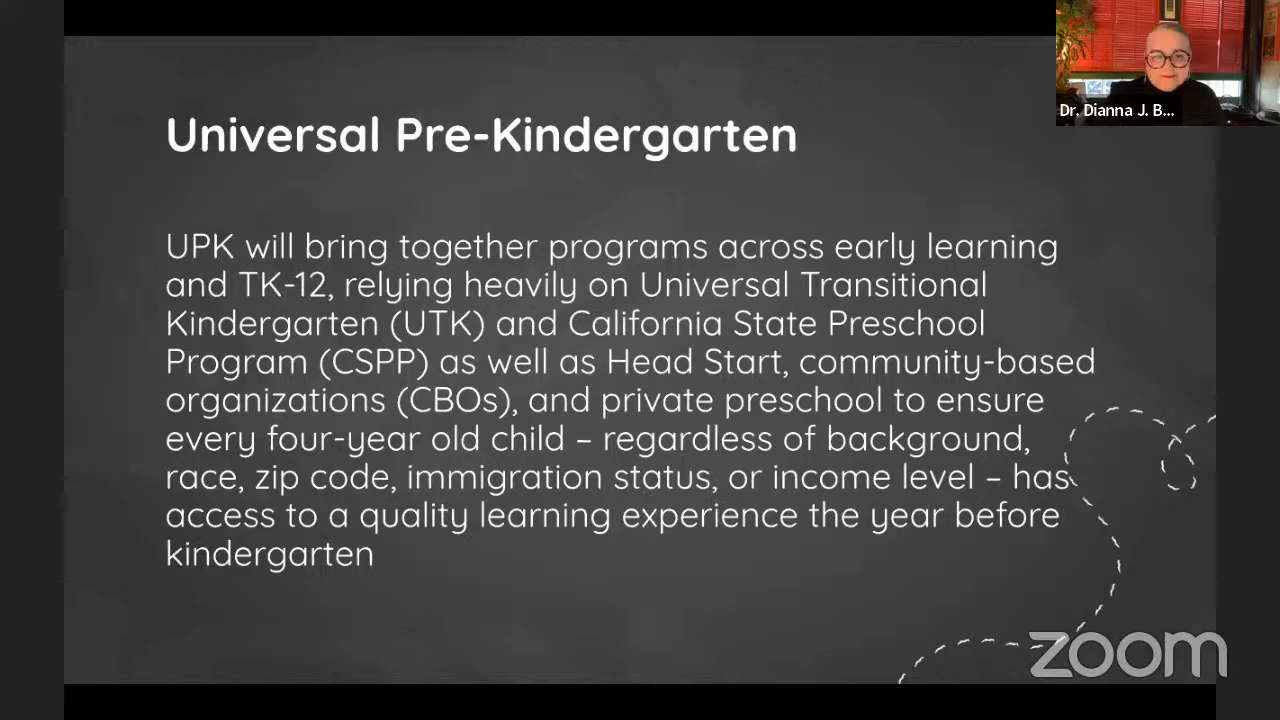 Universal Pre-Kindergarten
UPK will bring together programs across early learning
and TK-12, relying heavily on Universal Transitional
Kindergarten (UTK) and California State Preschool
Program (CSPP) as well as Head Start, community-based
organizations (CBOs), and private preschool to ensure
every four-year old child – regardless of background,
race, zip code, immigration status, or income level – has
access to a quality learning experience the year before
kindergarten
Dr. Dianna J. B...
zoom